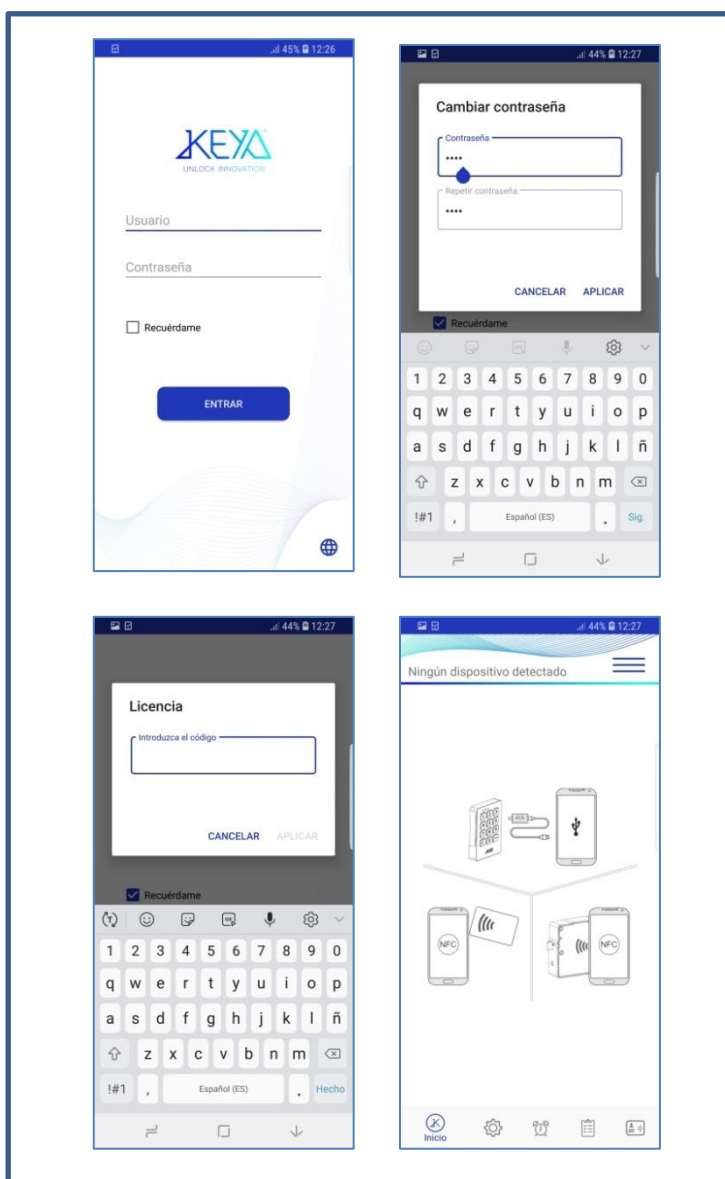 45% 12:26
KEYA
UNLOCK INNOVATION
Usuario
Contraseña
Recuérdame
ENTRAR
44% 12:27
Cambiar contraseña
Contraseña
••••
Repetir contraseña
••••
CANCELAR APLICAR
Recuérdame
1 2 3 4 5 6 7 8 9 0
q w e r t y u i o p
a s d f g h j k l ñ
z x c v b n m
!#1 , Español (ES) . Sig.
44% 12:27
Licencia
Introduzca el código
CANCELAR APLICAR
Recuérdame
1 2 3 4 5 6 7 8 9 0
q w e r t y u i o p
a s d f g h j k l ñ
z x c v b n m
!#1 , Español (ES) . Hecho
44% 12:27
Ningún dispositivo detectado
NFC
NFC
Inicio